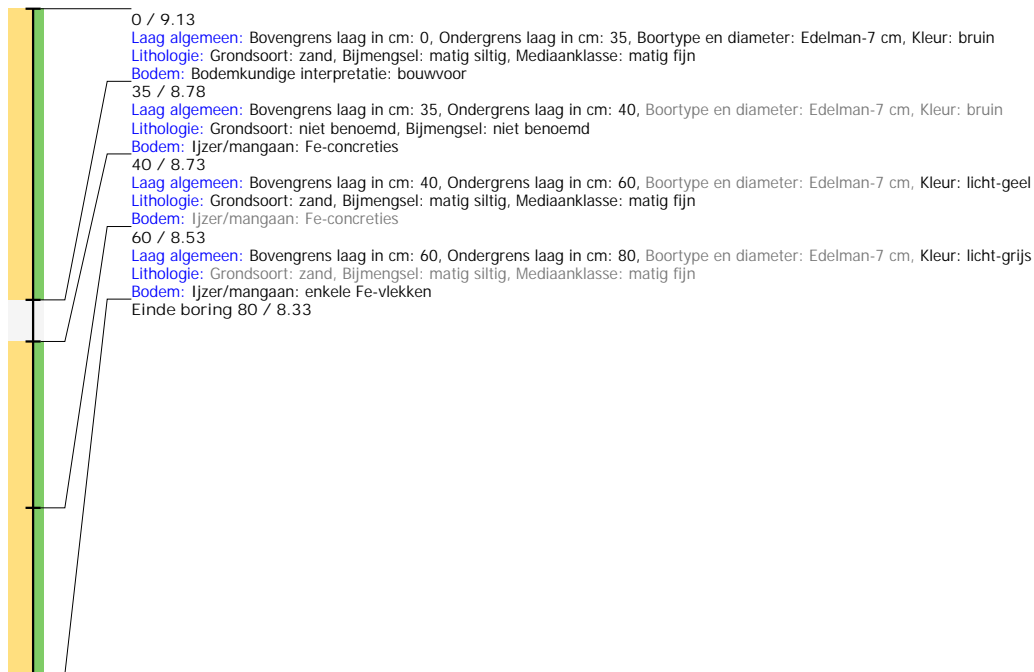 0 / 9.13
Laag algemeen: Bovengrens laag in cm: 0, Ondergrens laag in cm: 35, Boortype en diameter: Edelman-7 cm, Kleur: bruin
Lithologie: Grondsoort: zand, Bijmengsel: matig siltig, Mediaanklasse: matig fijn
Bodem: Bodemkundige interpretatie: bouwvoor
35 / 8.78
Laag algemeen: Bovengrens laag in cm: 35, Ondergrens laag in cm: 40, Boortype en diameter: Edelman-7 cm, Kleur: bruin
Lithologie: Grondsoort: niet benoemd, Bijmengsel: niet benoemd
Bodem: Ijzer/mangaan: Fe-concreties
40 / 8.73
Laag algemeen: Bovengrens laag in cm: 40, Ondergrens laag in cm: 60, Boortype en diameter: Edelman-7 cm, Kleur: licht-geel
Lithologie: Grondsoort: zand, Bijmengsel: matig siltig, Mediaanklasse: matig fijn
Bodem: Ijzer/mangaan: Fe-concreties
60 / 8.53
Laag algemeen: Bovengrens laag in cm: 60, Ondergrens laag in cm: 80, Boortype en diameter: Edelman-7 cm, Kleur: licht-grijs
Lithologie: Grondsoort: zand, Bijmengsel: matig siltig, Mediaanklasse: matig fijn
Bodem: Ijzer/mangaan: enkele Fe-vlekken
Einde boring 80 / 8.33